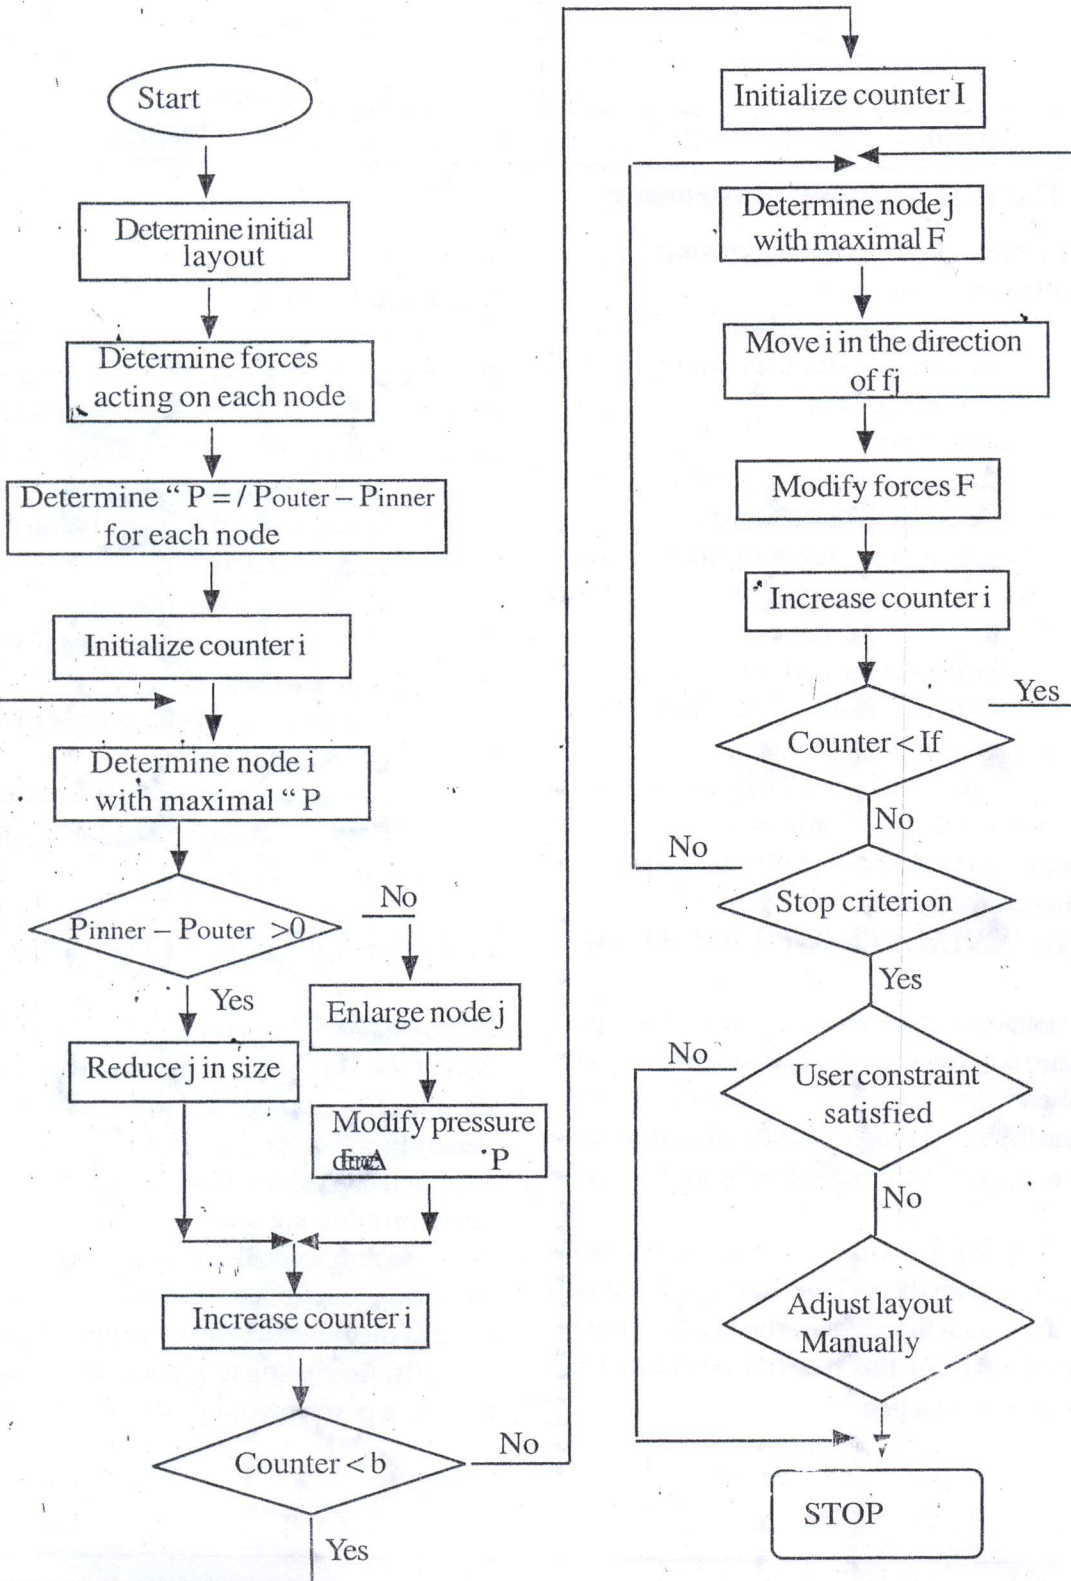 Start
Determine initial
layout
Determine forces
acting on each node
Determine “ P = / Pouter – Pinner
for each node
Initialize counter i
Determine node i
with maximal “ P
Pinner – Pouter >0
No
Yes
Enlarge node j
Reduce j in size
Modify pressure
P
Increase counter i
Counter < b
No
Yes
Initialize counter I
Determine node j
with maximal F
Move i in the direction
of fj
Modify forces F
Increase counter i
Counter < If
Yes
No
Stop criterion
No
Yes
User constraint
satisfied
No
No
Adjust layout
Manually
STOP